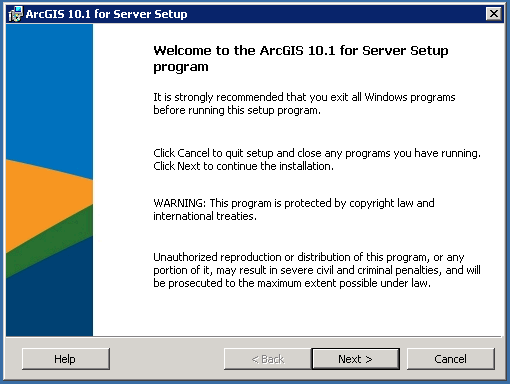 ArcGIS 10.1 for Server Setup
Welcome to the ArcGIS 10.1 for Server Setup
program
It is strongly recommended that you exit all Windows programs
before running this setup program.
Click Cancel to quit setup and close any programs you have running.
Click Next to continue the installation.
WARNING: This program is protected by copyright law and
international treaties.
Unauthorized reproduction or distribution of this program, or any
portion of it, may result in severe civil and criminal penalties, and will
be prosecuted to the maximum extent possible under law.
Help
< Back
Next >
Cancel